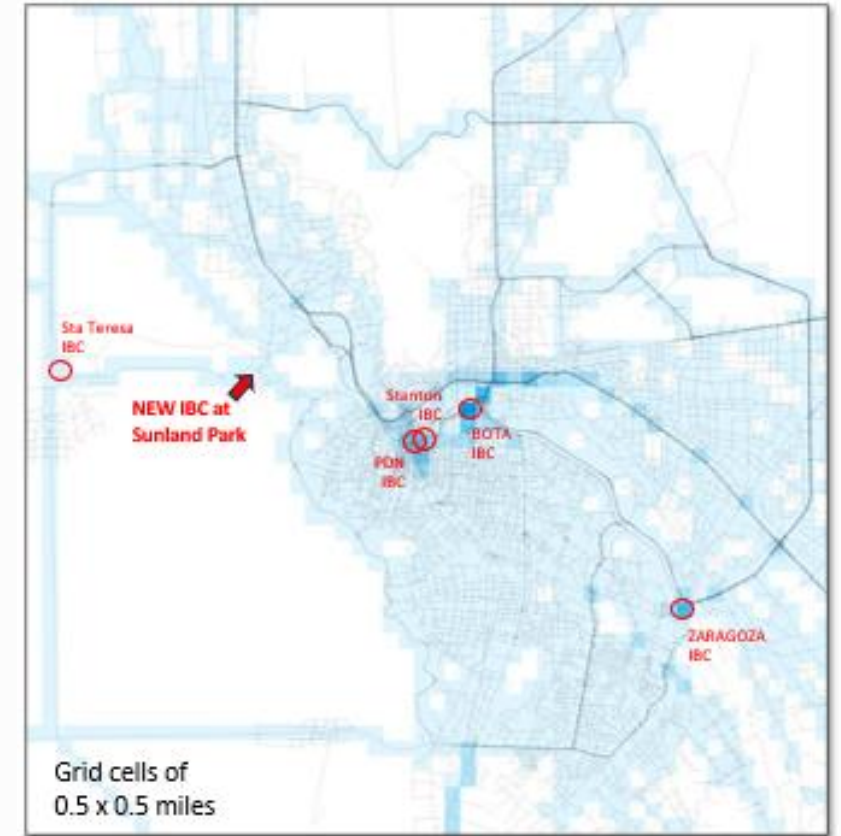 Sta Teresa
IBC
NEW IBC at
Sunland Park
Stanton
IBC
BOTA
IBC
PDN
IBC
ZARAGOZA
IBC
Grid cells of
0.5 x 0.5 miles